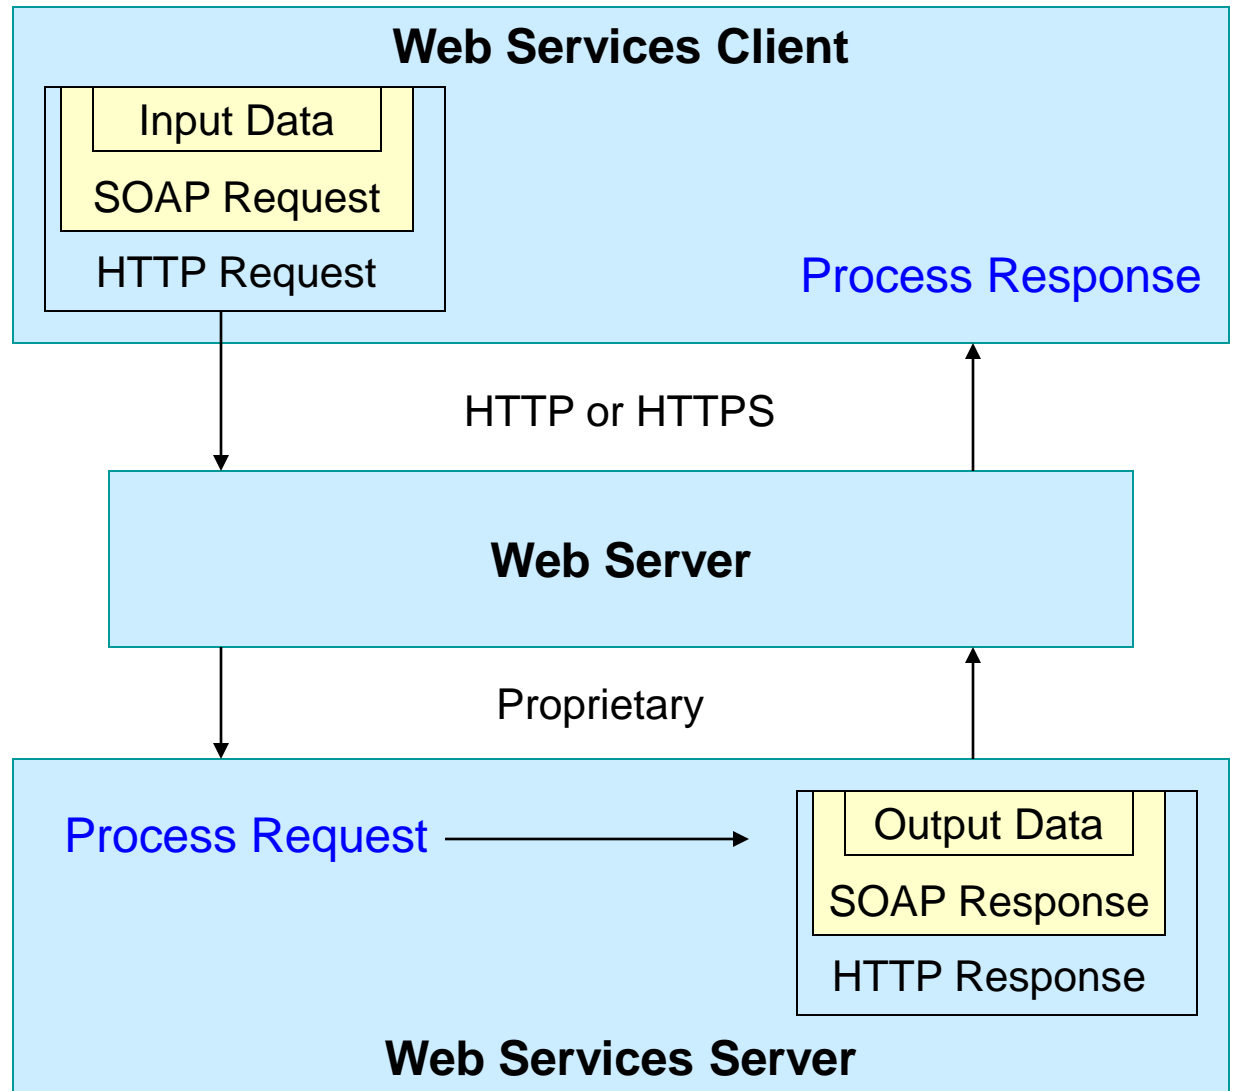 Web Services Client
Input Data
SOAP Request
HTTP Request
Process Response
HTTP or HTTPS
Web Server
Proprietary
Process Request
Output Data
SOAP Response
HTTP Response
Web Services Server